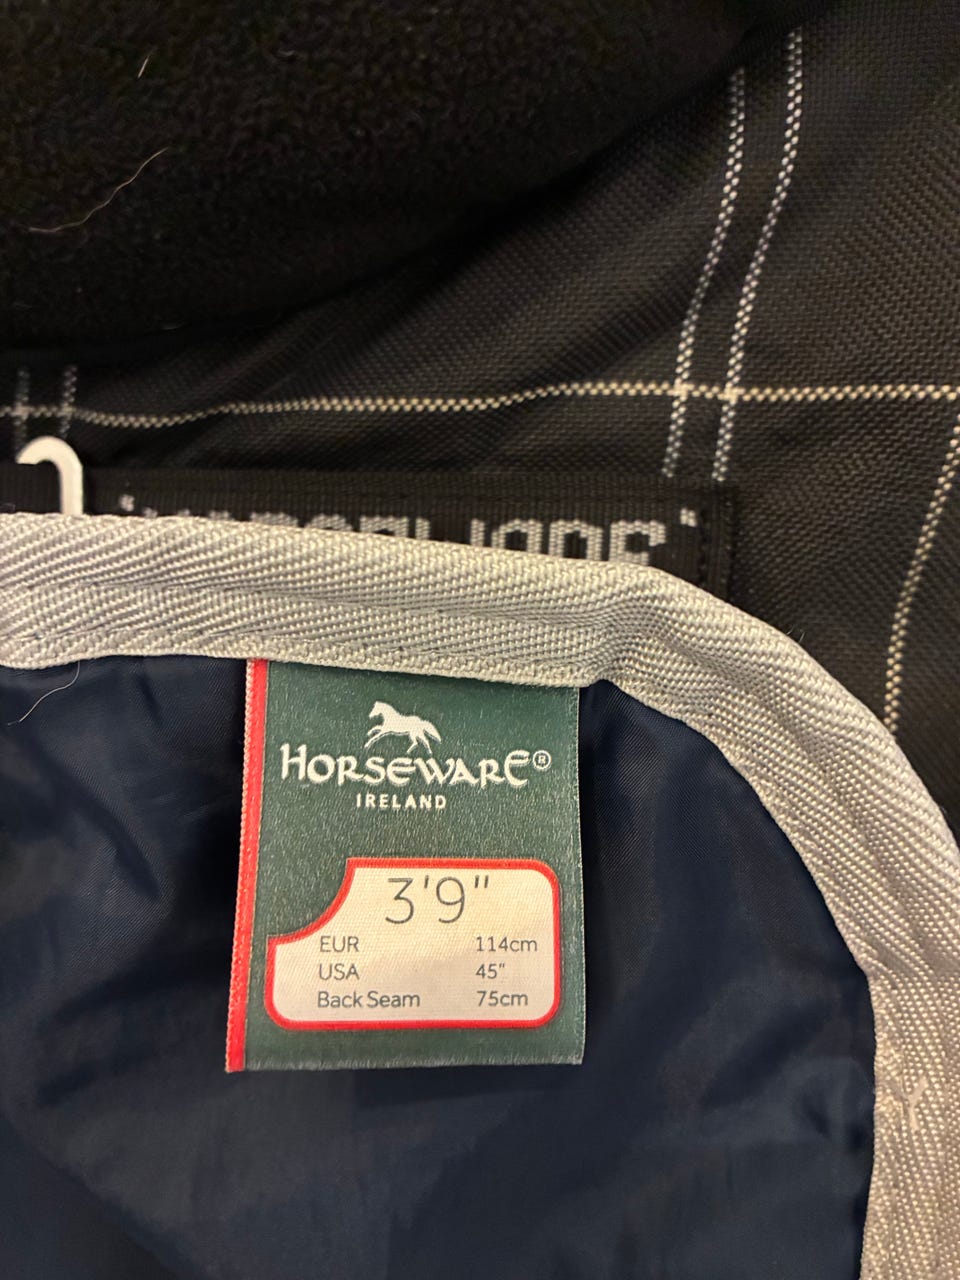 HORSEWARE®
IRELAND
3'9"
EUR 114cm
USA 45"
Back Seam 75cm